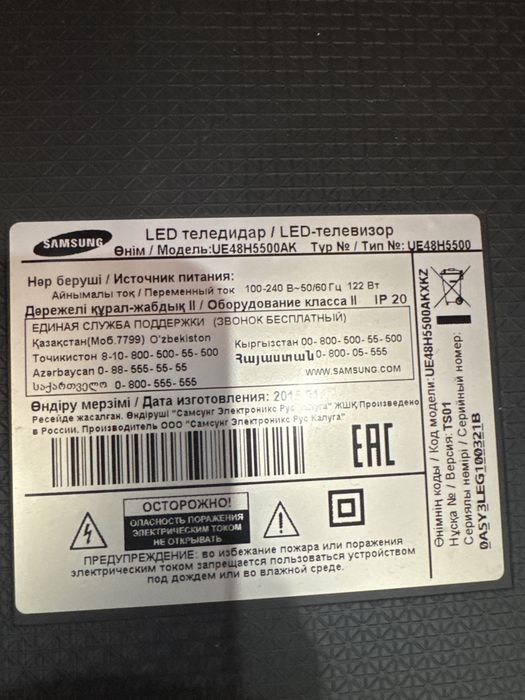 SAMSUNG
LED теледидар / LED-телевизор
Өнім / Модель:UE48H5500AK Түр № / Тип №: UE48H5500
Нәр беруші / Источник питания:
Айнымалы ток / Переменный ток 100-240 В~50/60 Гц 122 Вт
Дәрежелі құрал-жабдық II / Оборудование класса II IP 20
ЕДИНАЯ СЛУЖБА ПОДДЕРЖКИ (ЗВОНОК БЕСПЛАТНЫЙ)
Қазақстан(Моб.7799) O'zbekiston
Кыргызстан 00-800-500-55-500
Тоҷикистон 8-10-800-500-55-500
Հայաստան 0-800-05-555
Azərbaycan 0-88-555-55-55
WWW.SAMSUNG.COM
საქართველო 0-800-555-555
Өндіру мерзімі / Дата изготовления:
Ресейде жасалған. Өндіруші "Самсунг Электроникс Рус Калуга" ЖШҚ Произведено
в России. Производитель ООО "Самсунг Электроникс Рус Калуга"
EAC
ОСТОРОЖНО!
ОПАСНОСТЬ ПОРАЖЕНИЯ
ЭЛЕКТРИЧЕСКИМ ТОКОМ
НЕ ОТКРЫВАТЬ
ПРЕДУПРЕЖДЕНИЕ: во избежание пожара или поражения
электрическим током запрещается пользоваться устройством
под дождем или во влажной среде.
Өнімнің коды / Код модели: UE48H5500AKXKZ
Нұсқа № / Версия: TS01
Сериялы нөмірі / Серийный номер:
0A5Y3LEG100321B